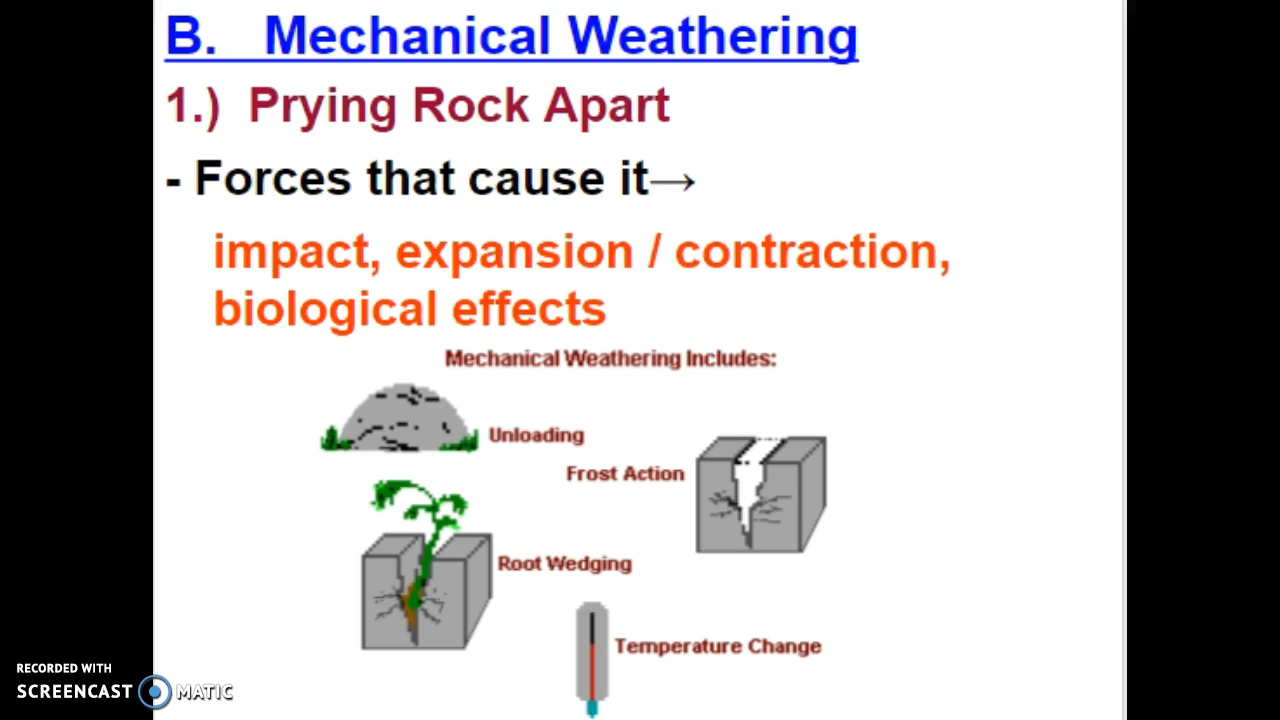 B. Mechanical Weathering
1.) Prying Rock Apart
- Forces that cause it→
impact, expansion / contraction,
biological effects
Mechanical Weathering Includes:
Unloading
Frost Action
Root Wedging
Temperature Change
RECORDED WITH
SCREENCAST MATIC